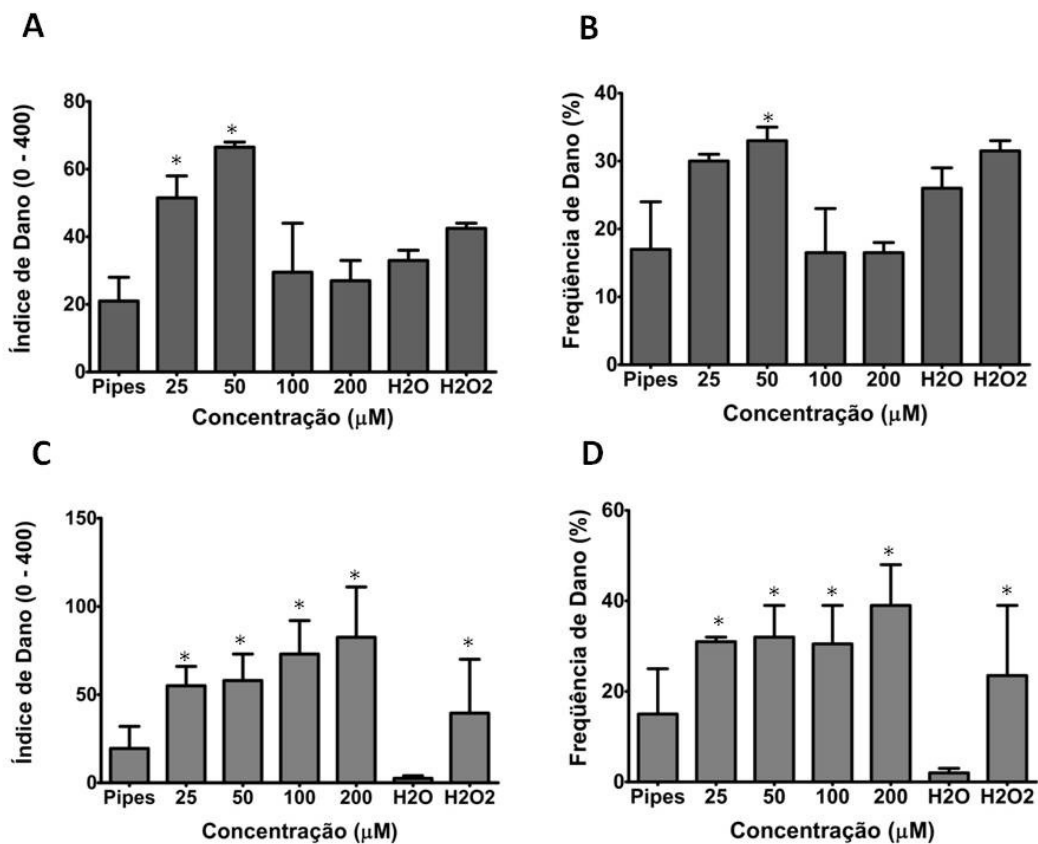 A
Índice de Dano (0 - 400)
80
60
40
20
0
* *
Pipes 25 50 100 200 H2O H2O2
Concentração (µM)
B
Freqüência de Dano (%)
40
30
20
10
0
*
Pipes 25 50 100 200 H2O H2O2
Concentração (µM)
C
Índice de Dano (0 - 400)
150
100
50
0
* * * * *
Pipes 25 50 100 200 H2O H2O2
Concentração (µM)
D
Freqüência de Dano (%)
60
40
20
0
* * * * *
Pipes 25 50 100 200 H2O H2O2
Concentração (µM)